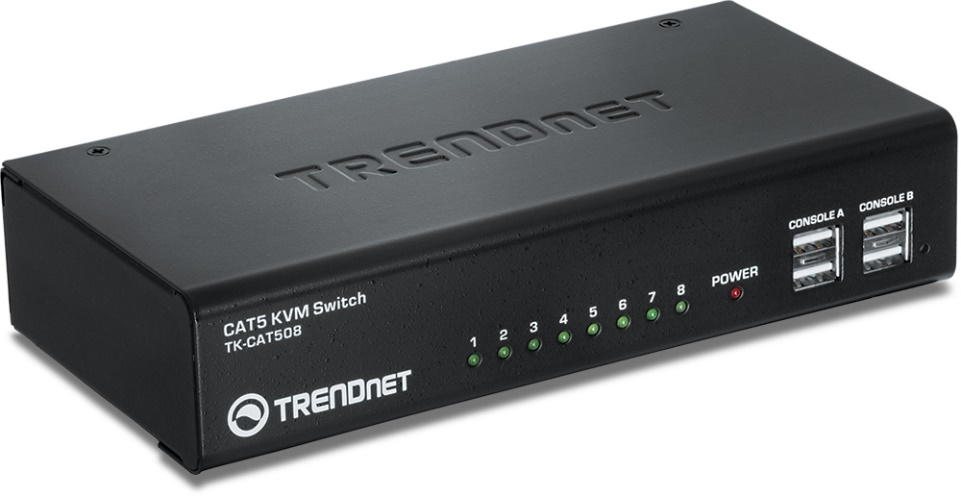 TRENDNET
CONSOLE A
CONSOLE B
POWER
1 2 3 4 5 6 7 8
CAT5 KVM Switch
TK-CAT508
TRENDNET